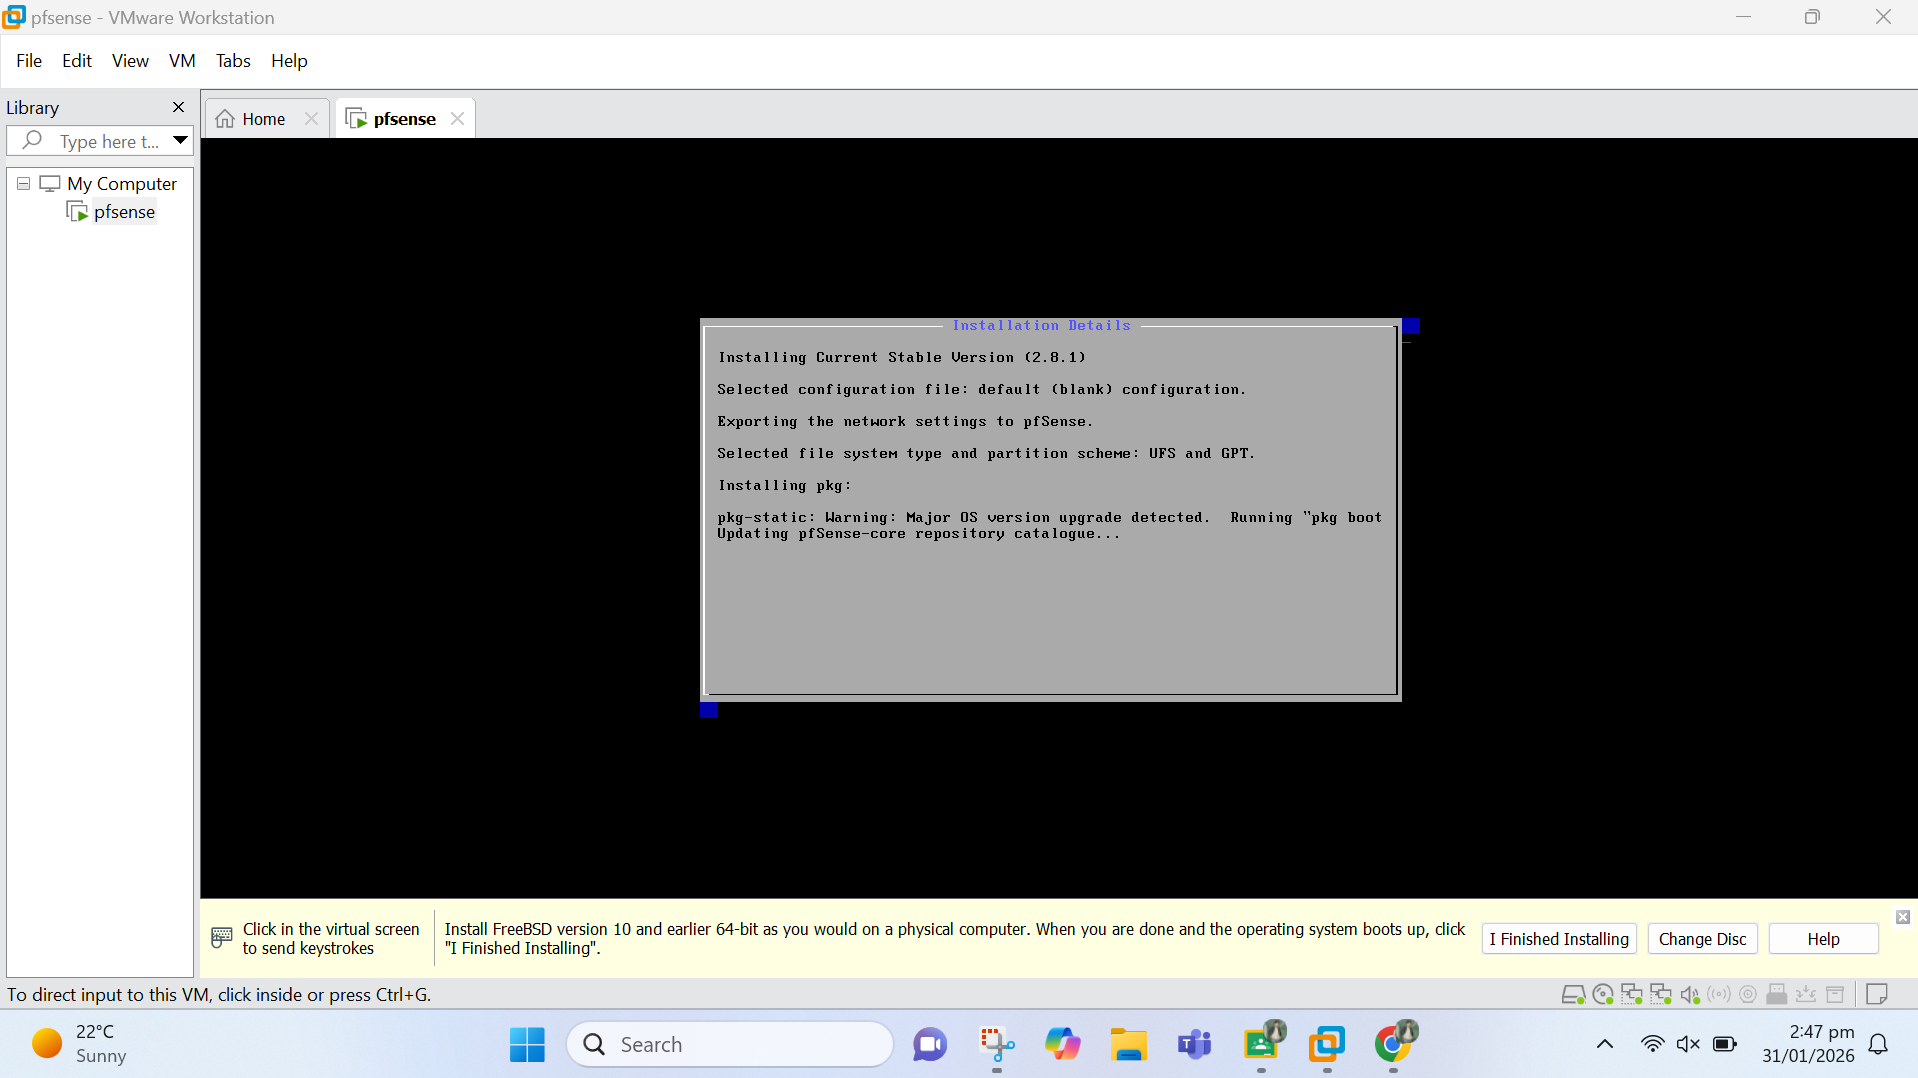 pfsense - VMware Workstation
File Edit View VM Tabs Help
Library
Home
pfsense
Type here t...
My Computer
pfsense
Installation Details
Installing Current Stable Version (2.8.1)
Selected configuration file: default (blank) configuration.
Exporting the network settings to pfSense.
Selected file system type and partition scheme: UFS and GPT.
Installing pkg:
pkg-static: Warning: Major OS version upgrade detected.  Running "pkg boot
Updating pfSense-core repository catalogue...
Click in the virtual screen
to send keystrokes
Install FreeBSD version 10 and earlier 64-bit as you would on a physical computer. When you are done and the operating system boots up, click
"I Finished Installing".
I Finished Installing
Change Disc
Help
To direct input to this VM, click inside or press Ctrl+G.
22°C
Sunny
Search
2:47 pm
31/01/2026